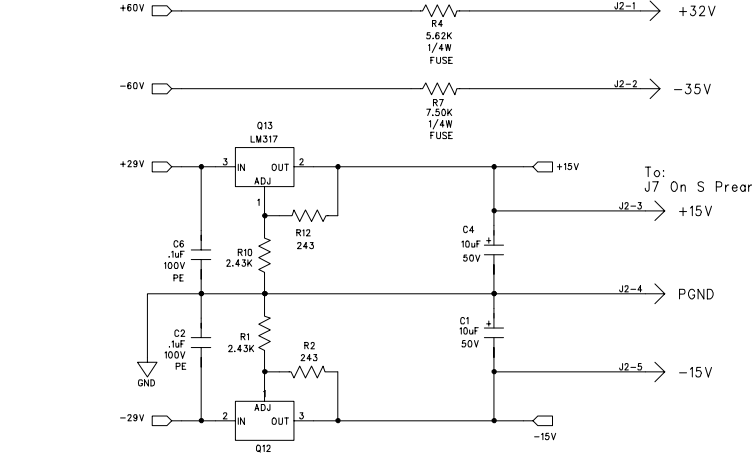 +60V
J2-1
+32V
R4
5.62K
1/4W
FUSE
-60V
J2-2
-35V
R7
7.50K
1/4W
FUSE
Q13
LM317
+29V
3
IN
OUT
2
ADJ
+15V
To:
J7 On S Prear
1
J2-3
+15V
R12
243
C4
10uF
+
50V
C6
.1uF
100V
PE
R10
2.43K
J2-4
PGND
C2
.1uF
100V
PE
R1
2.43K
R2
243
C1
10uF
+
50V
GND
J2-5
-15V
1
ADJ
-29V
2
IN
OUT
3
-15V
Q12